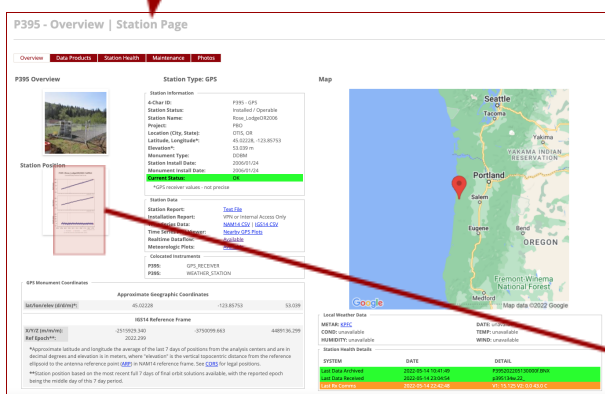 P395 - Overview | Station Page
Overview Data Products Station Health Maintenance Photos
P395 Overview
Station Type: GPS
Station Information
4-Char ID: P395 - GPS
Station Status: Installed / Operable
Station Name: Rose_LodgeOR2006
Project: PBO
Location (City, State): OTIS, OR
Latitude, Longitude*: 45.02228, -123.85753
Elevation*: 53.039 m
Monument Type: DDBM
Station Install Date: 2006/01/24
Monument Install Date: 2006/01/24
Current Status: OK
*GPS receiver values - not precise
Station Position
Station Data
Station Report: Text File
Installation Report: VPN or Internal Access Only
NAM14 CSV | IGS14 CSV
Nearby GPS Plots
Realtime Dataflow: Available
Meteorologic Plots:
Colocated Instruments
P395: GPS_RECEIVER
P395: WEATHER_STATION
GPS Monument Coordinates
Approximate Geographic Coordinates
lat/lon/elev (d/d/m)*: 45.02228 -123.85753 53.039
IGS14 Reference Frame
X/Y/Z (m/m/m): -2515929.340 -3750099.663 4489136.299
Ref Epoch**: 2022.299
*Approximate latitude and longitude the average of the last 7 days of positions from the analysis centers and are in
decimal degrees and elevation is in meters, where "elevation" is the vertical topocentric distance from the reference
ellipsoid to the antenna reference point (ARP) in NAM14 reference frame. See CORS for legal positions.
**Station position based on the most recent full 7 days of final orbit solutions available, with the reported epoch
being the middle day of this 7 day period.
Map
Seattle
Tacoma
Yakima
YAKAMA INDIAN
RESERVATION
Portland
Salem
Eugene
Bend
OREGON
Fremont-Winema
National Forest
Medford
Google
Map data ©2022 Google
Local Weather Data
METAR: KPFC
DATE:
COND: unavailable
TEMP: unavailable
HUMIDITY: unavailable
WIND: unavailable
Station Health Details
SYSTEM DATE DETAIL
Last Data Archived 2022-05-14 10:41:49
Last Data Received 2022-05-14 23:04:54
2022-05-14 22:42:48